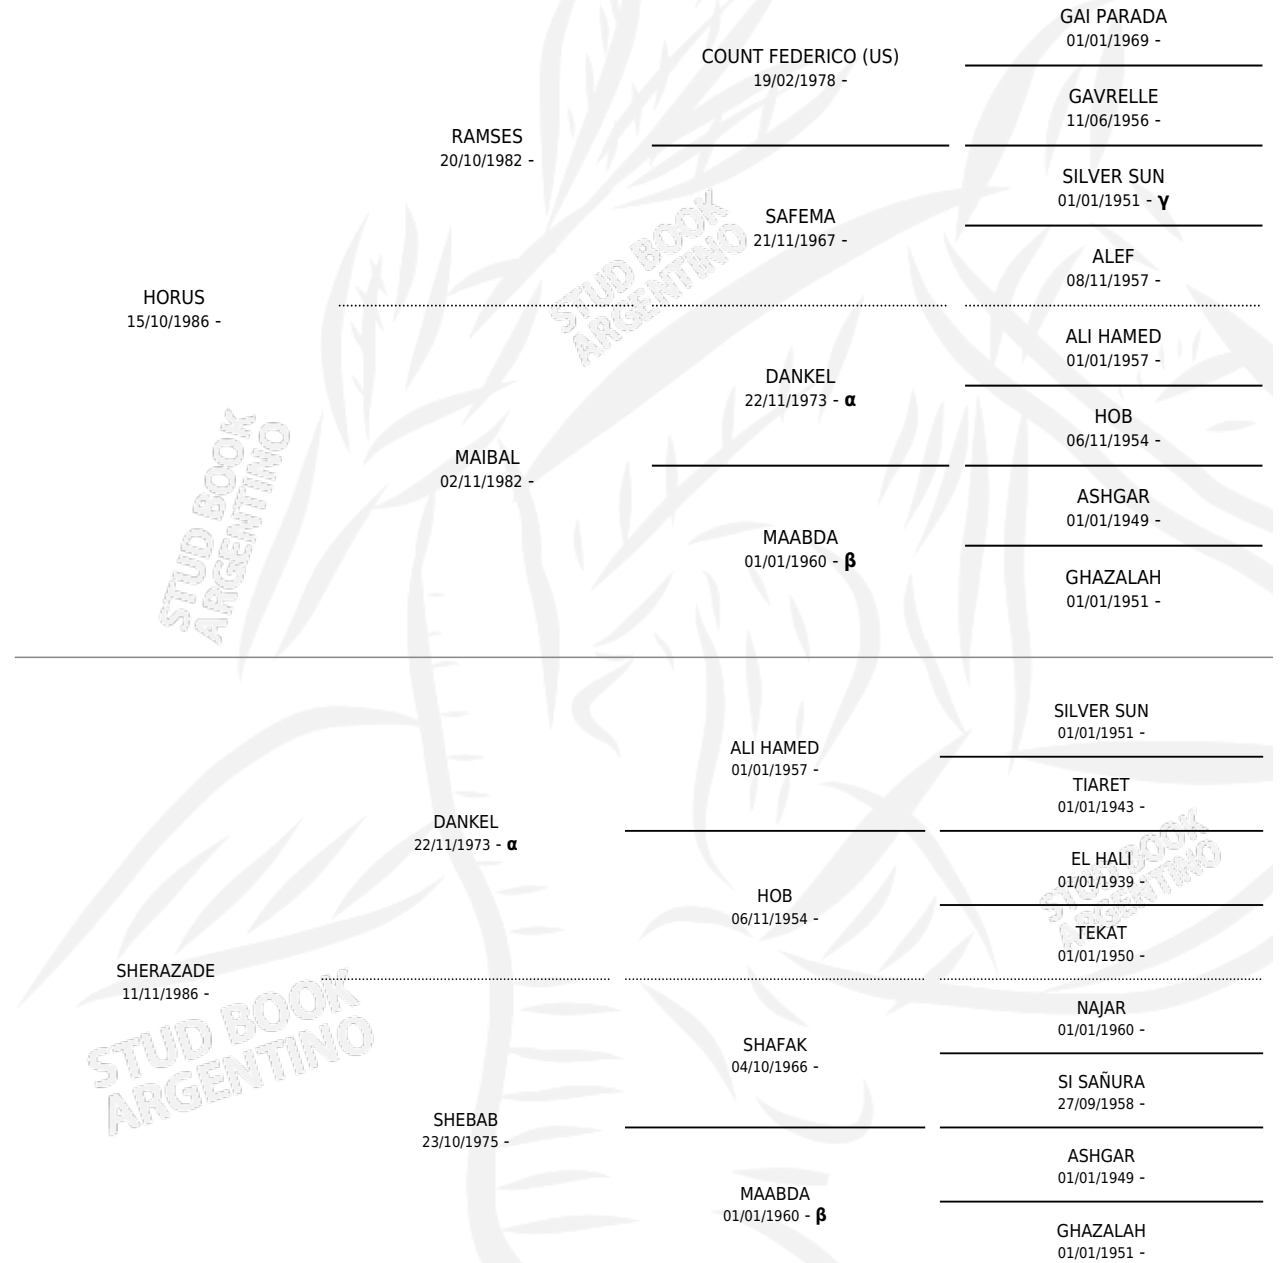 GAI PARADA
01/01/1969 -
COUNT FEDERICO (US)
19/02/1978 -
GAVRELLE
11/06/1956 -
RAMSES
20/10/1982 -
SILVER SUN
01/01/1951 - γ
SAFEMA
21/11/1967 -
ALEF
08/11/1957 -
HORUS
15/10/1986 -
ALI HAMED
01/01/1957 -
DANKEL
22/11/1973 - α
HOB
06/11/1954 -
MAIBAL
02/11/1982 -
ASHGAR
01/01/1949 -
MAABDA
01/01/1960 - β
GHAZALAH
01/01/1951 -
STUD BOOK
ARGENTINO
STUD BOOK
ARGENTINO
SILVER SUN
01/01/1951 -
ALI HAMED
01/01/1957 -
TIARET
01/01/1943 -
DANKEL
22/11/1973 - α
EL HALI
01/01/1939 -
HOB
06/11/1954 -
TEKAT
01/01/1950 -
SHERAZADE
11/11/1986 -
NAJAR
01/01/1960 -
SHAFAK
04/10/1966 -
SI SAÑURA
27/09/1958 -
SHEBAB
23/10/1975 -
ASHGAR
01/01/1949 -
MAABDA
01/01/1960 - β
GHAZALAH
01/01/1951 -
STUD BOOK
ARGENTINO
STUD BOOK
ARGENTINO